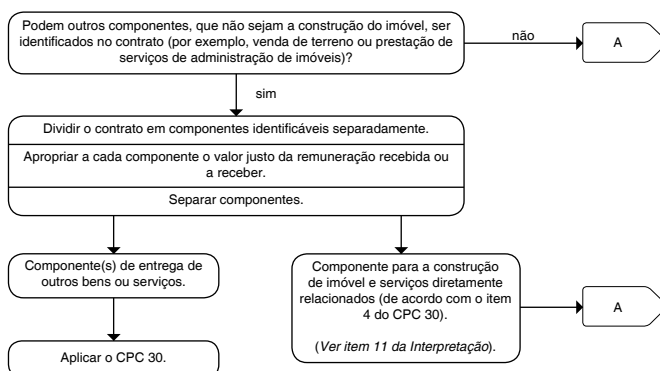 Podem outros componentes, que não sejam a construção do imóvel, ser
identificados no contrato (por exemplo, venda de terreno ou prestação de
serviços de administração de imóveis)?
não
A
sim
Dividir o contrato em componentes identificáveis separadamente.
Apropriar a cada componente o valor justo da remuneração recebida ou
a receber.
Separar componentes.
Componente(s) de entrega de
outros bens ou serviços.
Aplicar o CPC 30.
Componente para a construção
de imóvel e serviços diretamente
relacionados (de acordo com o item
4 do CPC 30).
(Ver item 11 da Interpretação).
A